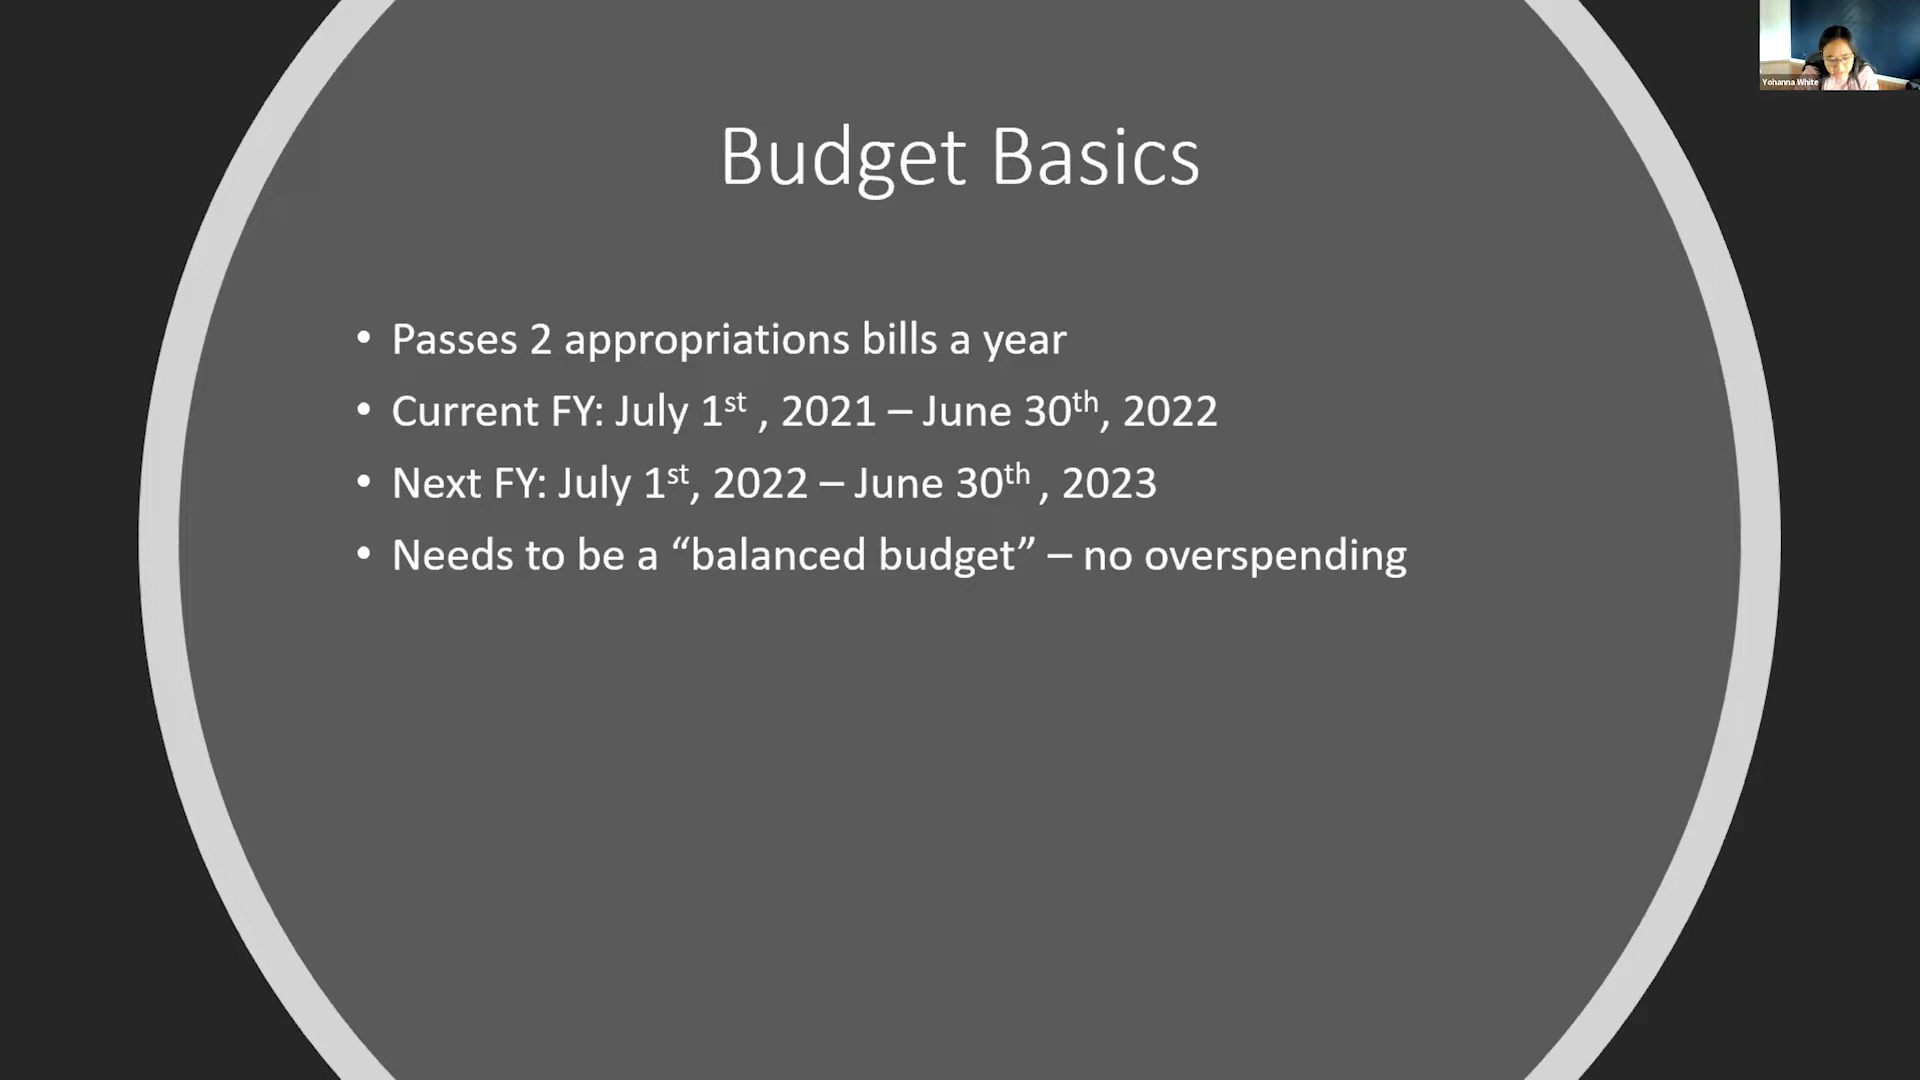 Yohanna White
Budget Basics
• Passes 2 appropriations bills a year
• Current FY: July 1st , 2021 – June 30th, 2022
• Next FY: July 1st, 2022 – June 30th , 2023
• Needs to be a “balanced budget” – no overspending